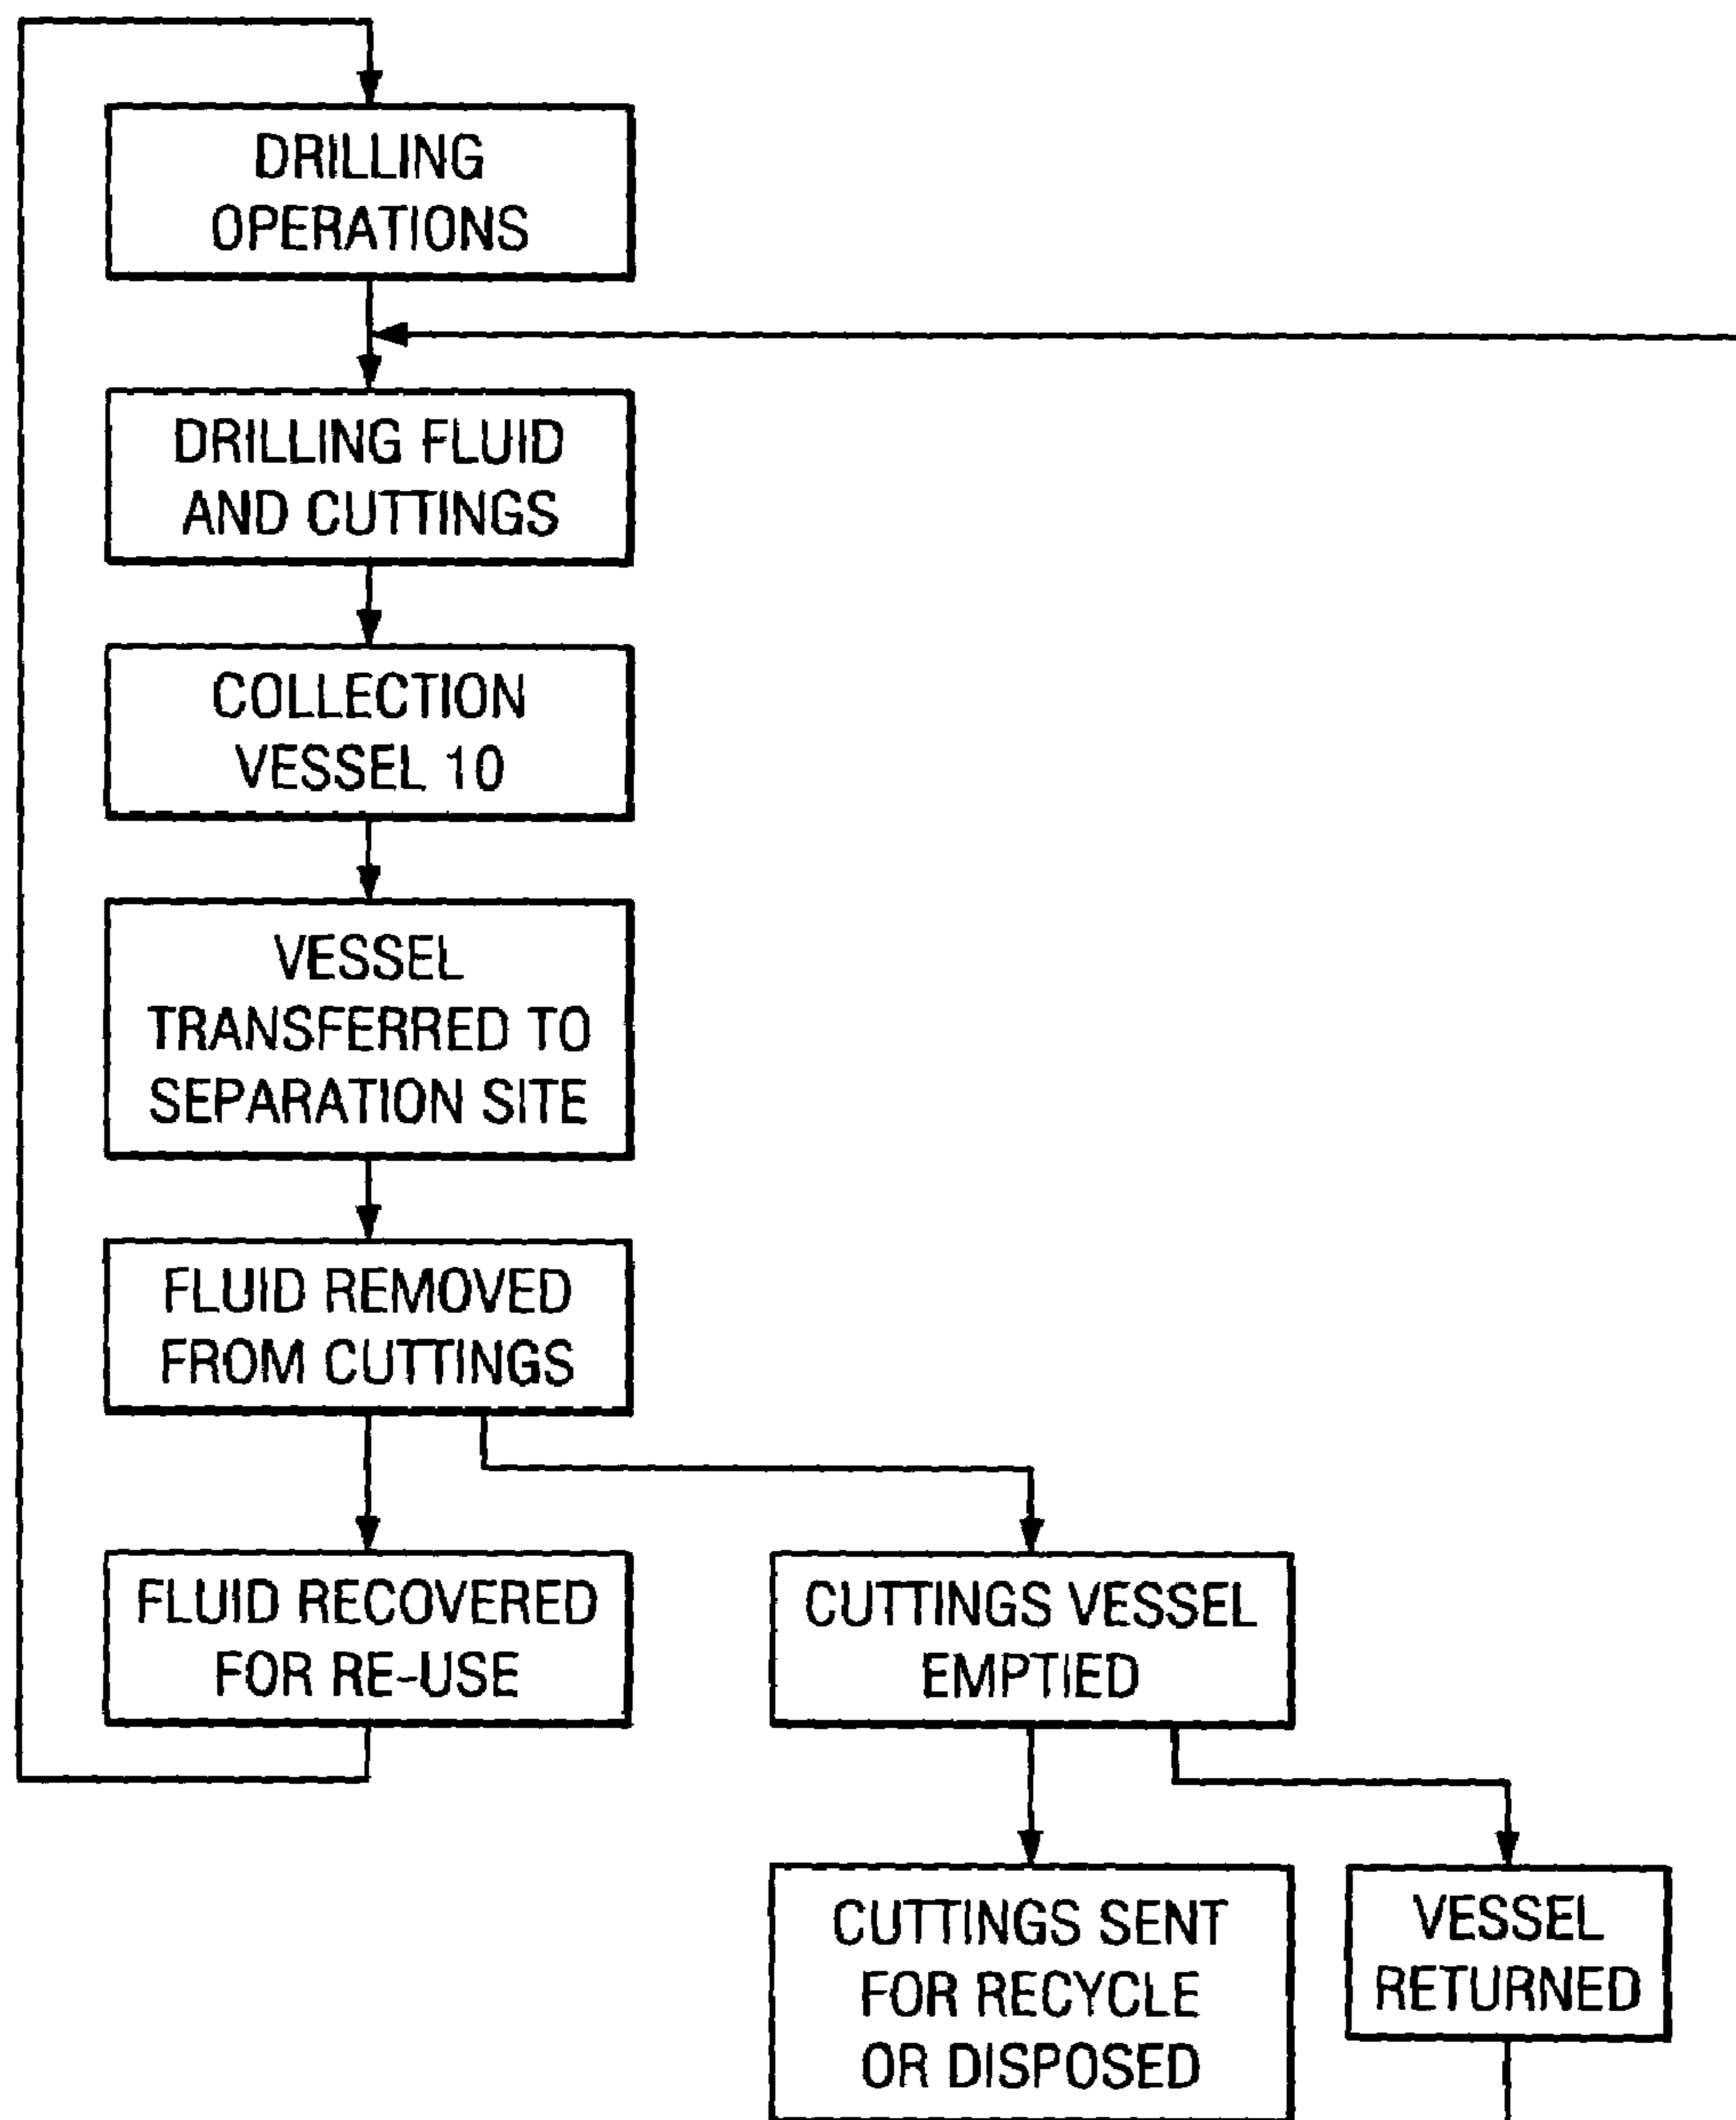 DRILLING
OPERATIONS
DRILLING FLUID
AND CUTTINGS
COLLECTION
VESSEL 10
VESSEL
TRANSFERRED TO
SEPARATION SITE
FLUID REMOVED
FROM CUTTINGS
FLUID RECOVERED
FOR RE-USE
CUTTINGS VESSEL
EMPTIED
CUTTINGS SENT
FOR RECYCLE
OR DISPOSED
VESSEL
RETURNED